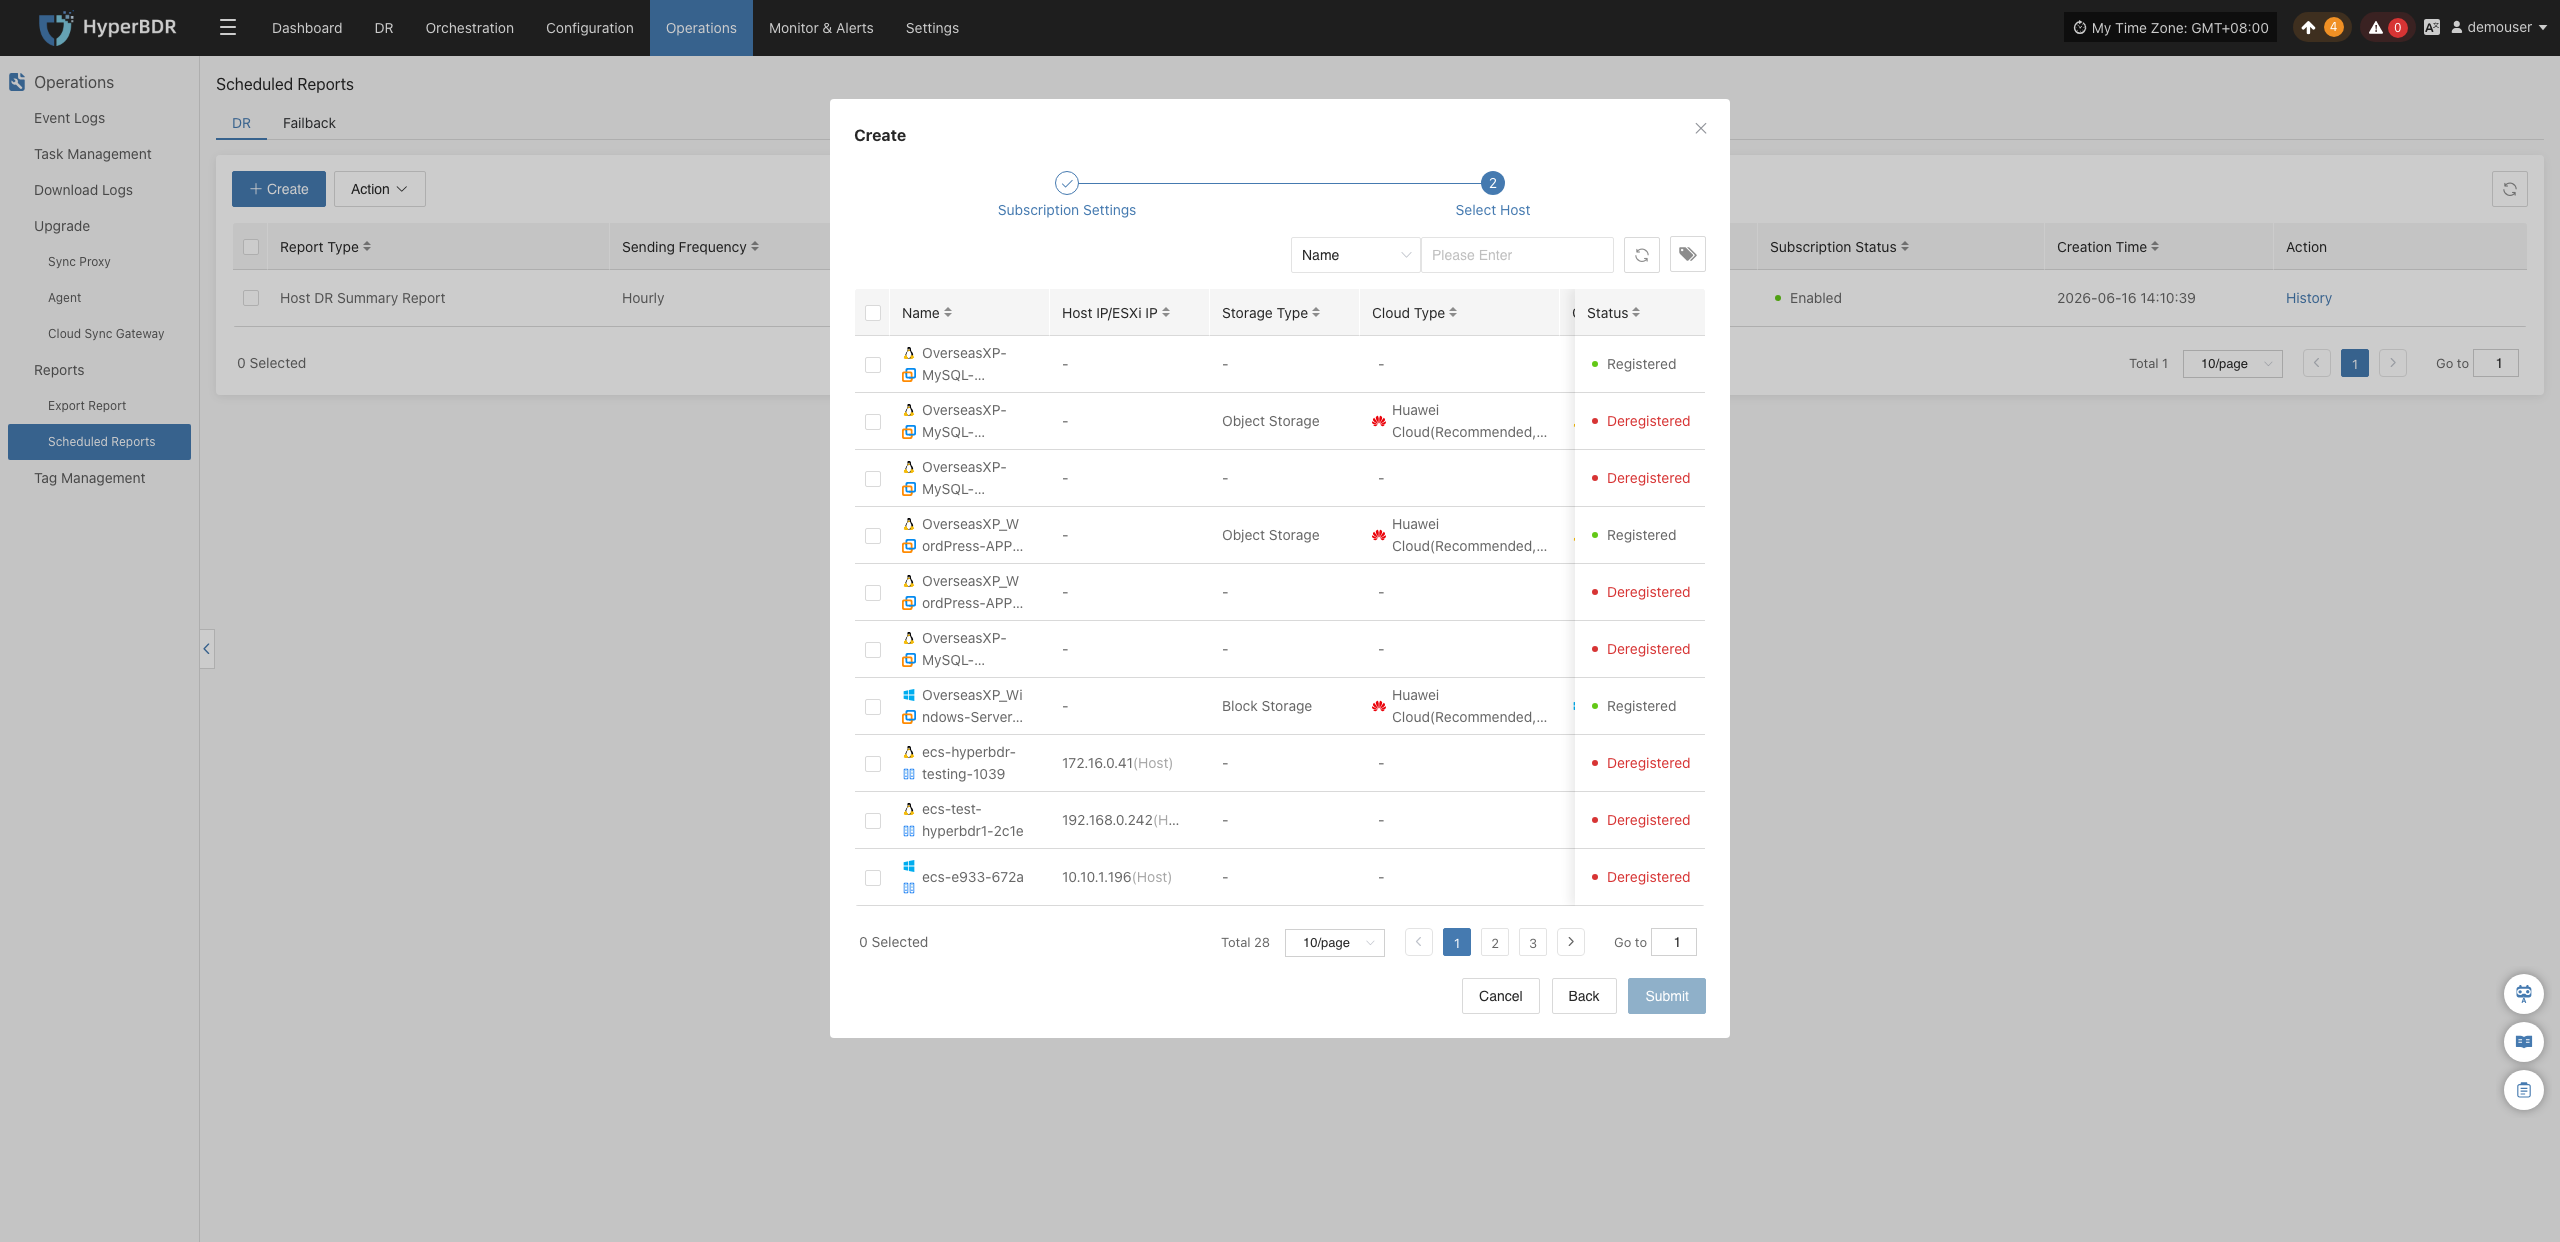 HyperBDR
Dashboard
DR
Orchestration
Configuration
Operations
Monitor & Alerts
Settings
My Time Zone: GMT+08:00
4
0
demouser
Operations
Event Logs
Task Management
Download Logs
Upgrade
Sync Proxy
Agent
Cloud Sync Gateway
Reports
Export Report
Scheduled Reports
Tag Management
Scheduled Reports
DR
Failback
Create
Action
Report Type
Sending Frequency
Subscription Status
Creation Time
Action
Host DR Summary Report
Hourly
Enabled
2026-06-16 14:10:39
History
0 Selected
Total 1
10/page
1
Go to
1
Create
Subscription Settings
2
Select Host
Name
Please Enter
Name
Host IP/ESXi IP
Storage Type
Cloud Type
Status
OverseasXP-
MySQL-...
-
-
-
Registered
OverseasXP-
MySQL-...
-
Object Storage
Huawei
Cloud(Recommended,...
Deregistered
OverseasXP-
MySQL-...
-
-
-
Deregistered
OverseasXP_W
ordPress-APP...
-
Object Storage
Huawei
Cloud(Recommended,...
Registered
OverseasXP_W
ordPress-APP...
-
-
-
Deregistered
OverseasXP-
MySQL-...
-
-
-
Deregistered
OverseasXP_Wi
ndows-Server...
-
Block Storage
Huawei
Cloud(Recommended,...
Registered
ecs-hyperbdr-
testing-1039
172.16.0.41(Host)
-
-
Deregistered
ecs-test-
hyperbdr1-2c1e
192.168.0.242(H...
-
-
Deregistered
ecs-e933-672a
10.10.1.196(Host)
-
-
Deregistered
0 Selected
Total 28
10/page
1
2
3
Go to
1
Cancel
Back
Submit